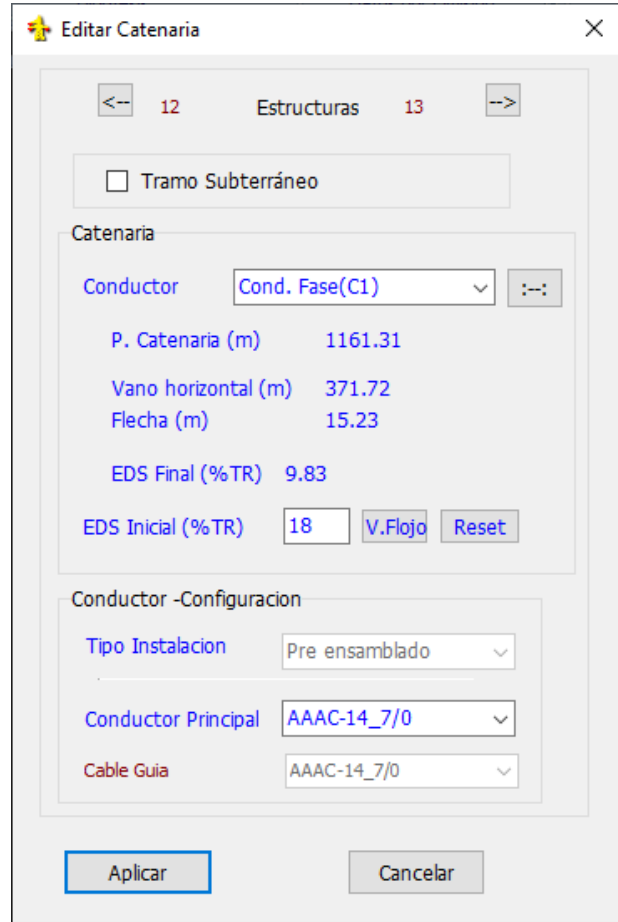 Editar Catenaria
<-- 12 Estructuras 13 -->
Tramo Subterráneo
Catenaria
Conductor Cond. Fase(C1) :--:
P. Catenaria (m) 1161.31
Vano horizontal (m) 371.72
Flecha (m) 15.23
EDS Final (%TR) 9.83
EDS Inicial (%TR) 18 V.Flojo Reset
Conductor -Configuracion
Tipo Instalacion Pre ensamblado
Conductor Principal AAAC-14_7/0
Cable Guia AAAC-14_7/0
Aplicar Cancelar